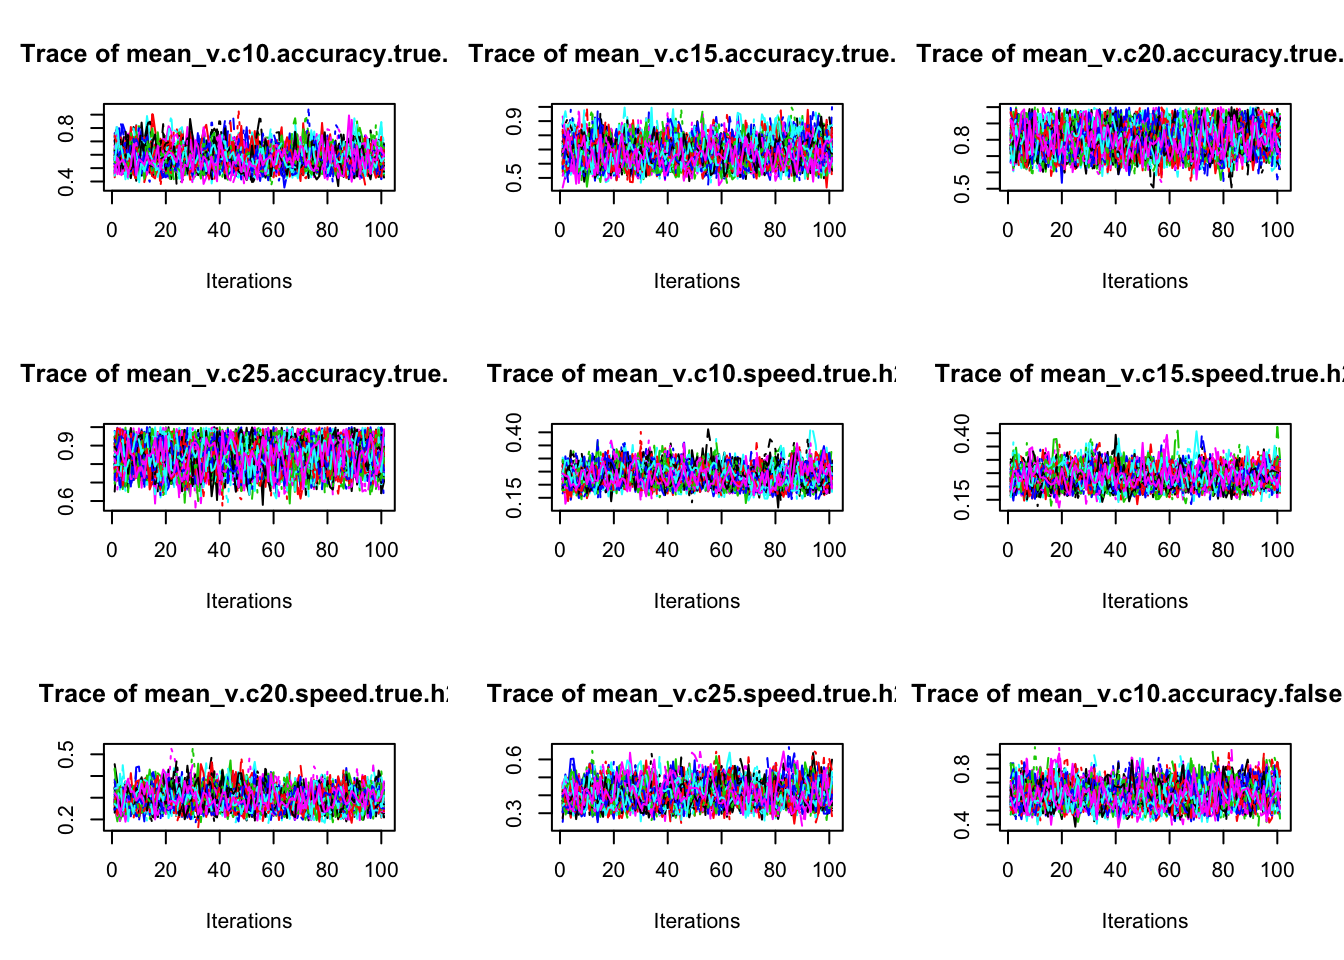 Trace of mean_v.c10.accuracy.true. Trace of mean_v.c15.accuracy.true. Trace of mean_v.c20.accuracy.true.
0.8 0.9 0.8
0.4 0.5 0.5
0 20 40 60 80 100 0 20 40 60 80 100 0 20 40 60 80 100
Iterations Iterations Iterations
Trace of mean_v.c25.accuracy.true. Trace of mean_v.c10.speed.true.h Trace of mean_v.c15.speed.true.h
0.9 0.40 0.40
0.6 0.15 0.15
0 20 40 60 80 100 0 20 40 60 80 100 0 20 40 60 80 100
Iterations Iterations Iterations
Trace of mean_v.c20.speed.true.h Trace of mean_v.c25.speed.true.h Trace of mean_v.c10.accuracy.false
0.5 0.6 0.8
0.2 0.3 0.4
0 20 40 60 80 100 0 20 40 60 80 100 0 20 40 60 80 100
Iterations Iterations Iterations